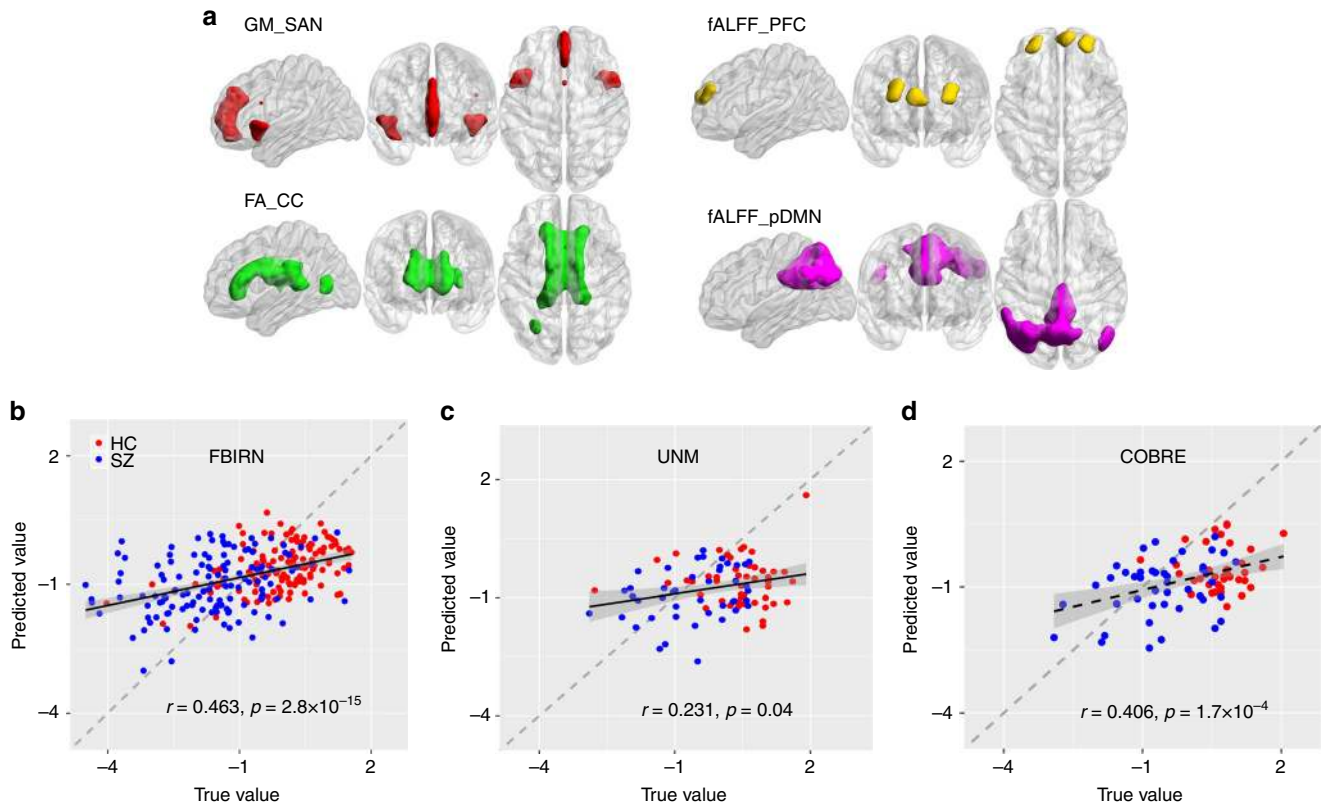 a
GM_SAN
fALFF_PFC
FA_CC
fALFF_pDMN
b
HC
SZ
FBIRN
2
−1
−4
Predicted value
r = 0.463, p = 2.8×10⁻¹⁵
−4
−1
2
True value
c
UNM
2
−1
−4
Predicted value
r = 0.231, p = 0.04
−4
−1
2
True value
d
COBRE
2
−1
−4
Predicted value
r = 0.406, p = 1.7×10⁻⁴
−4
−1
2
True value